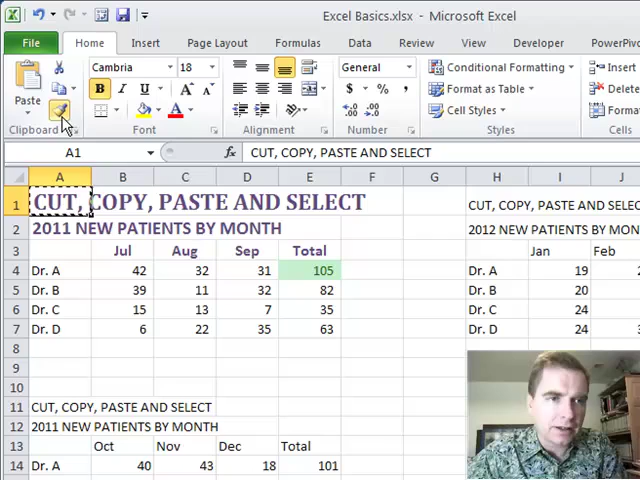 Excel Basics.xlsx - Microsoft Excel
File Home Insert Page Layout Formulas Data Review View Developer PowerPivo
Cambria 18 General Conditional Formatting Insert
Paste B I U $ % , Format as Table Delete
Cell Styles Forma
Clipboard Font Alignment Number Styles Cells
A1 fx CUT, COPY, PASTE AND SELECT
A B C D E F G H I J
1 CUT, COPY, PASTE AND SELECT CUT, COPY, PASTE AND SELEC
2 2011 NEW PATIENTS BY MONTH 2012 NEW PATIENTS BY MON
3 Jul Aug Sep Total Jan Feb
4 Dr. A 42 32 31 105 Dr. A 19 2
5 Dr. B 39 11 32 82 Dr. B 20
6 Dr. C 15 13 7 35 Dr. C 24
7 Dr. D 6 22 35 63 Dr. D 24
8
9
10
11 CUT, COPY, PASTE AND SELECT
12 2011 NEW PATIENTS BY MONTH
13 Oct Nov Dec Total
14 Dr. A 40 43 18 101